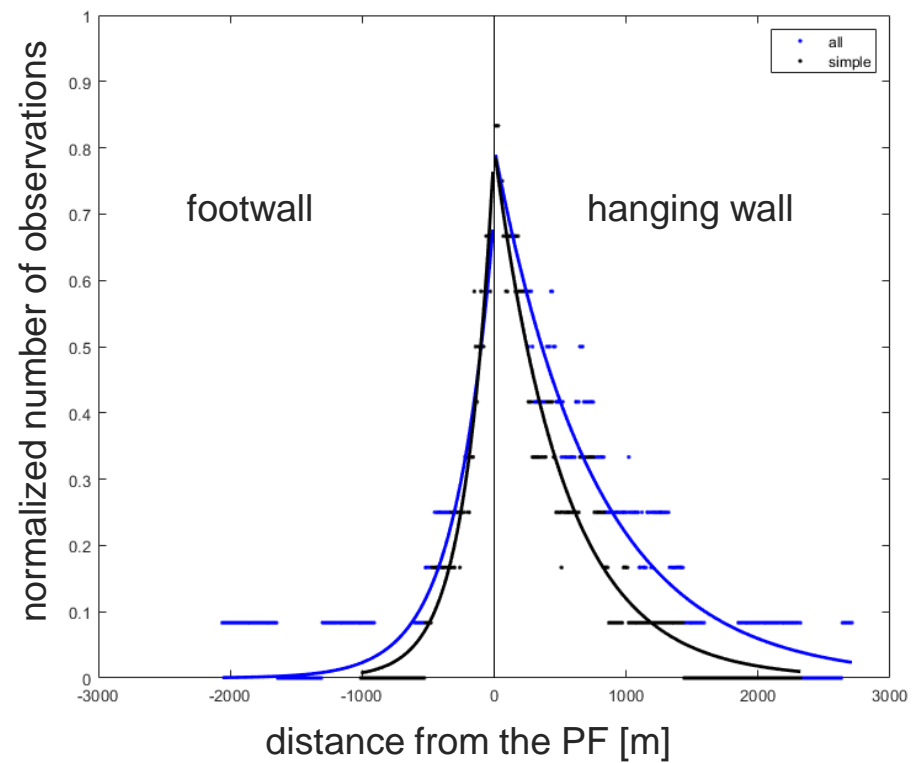 normalized number of observations
1
0.9
0.8
0.7
0.6
0.5
0.4
0.3
0.2
0.1
0
all
simple
footwall
hanging wall
-3000 -2000 -1000 0 1000 2000 3000
distance from the PF [m]